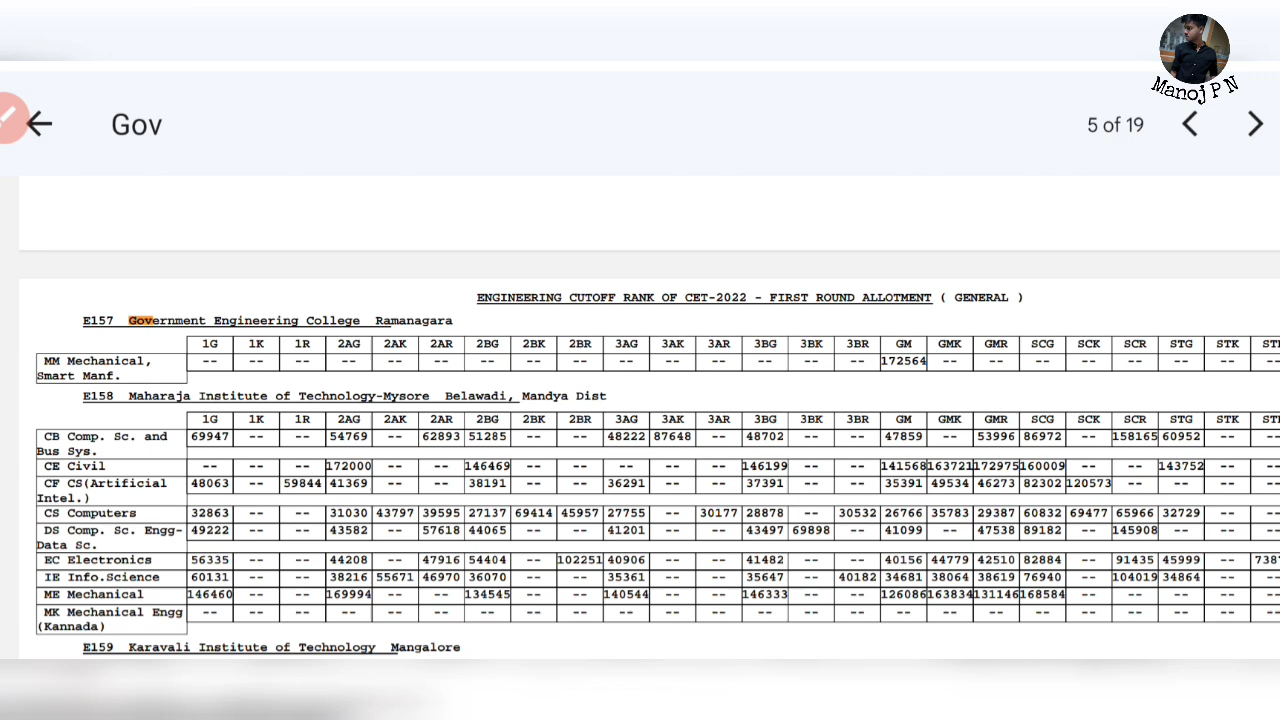 Manoj P N
Gov 5 of 19
ENGINEERING CUTOFF RANK OF CET-2022 - FIRST ROUND ALLOTMENT ( GENERAL )
E157 Government Engineering College Ramanagara
1G 1K 1R 2AG 2AK 2AR 2BG 2BK 2BR 3AG 3AK 3AR 3BG 3BK 3BR GM GMK GMR SCG SCK SCR STG STK
MM Mechanical, -- -- -- -- -- -- -- -- -- -- -- -- -- -- -- 172564 -- -- -- -- -- -- --
Smart Manf.
E158 Maharaja Institute of Technology-Mysore Belawadi, Mandya Dist
1G 1K 1R 2AG 2AK 2AR 2BG 2BK 2BR 3AG 3AK 3AR 3BG 3BK 3BR GM GMK GMR SCG SCK SCR STG STK
CB Comp. Sc. and 69947 -- -- 54769 -- 62893 51285 -- -- 48222 87648 -- 48702 -- -- 47859 -- 53996 86972 -- 158165 60952 -- --
Bus Sys.
CE Civil -- -- -- 172000 -- -- 146469 -- -- -- -- -- 146199 -- -- 141568 163721 172975 160009 -- -- 143752 -- --
CF CS(Artificial 48063 -- 59844 41369 -- -- 38191 -- -- 36291 -- -- 37391 -- -- 35391 49534 46273 82302 120573 -- -- -- --
Intel.)
CS Computers 32863 -- -- 31030 43797 39595 27137 69414 45957 27755 -- 30177 28878 -- 30532 26766 35783 29387 60832 69477 65966 32729 -- --
DS Comp. Sc. Engg- 49222 -- -- 43582 -- 57618 44065 -- -- 41201 -- -- 43497 69898 -- 41099 -- 47538 89182 -- 145908 -- -- --
Data Sc.
EC Electronics 56335 -- -- 44208 -- 47916 54404 -- 102251 40906 -- -- 41482 -- -- 40156 44779 42510 82884 -- 91435 45999 --
IE Info.Science 60131 -- -- 38216 55671 46970 36070 -- -- 35361 -- -- 35647 -- 40182 34681 38064 38619 76940 -- 104019 34864 -- --
ME Mechanical 146460 -- -- 169994 -- -- 134545 -- -- 140544 -- -- 146333 -- -- 126086 163834 131146 168584 -- -- -- -- --
MK Mechanical Engg -- -- -- -- -- -- -- -- -- -- -- -- -- -- -- -- -- -- -- -- -- -- -- --
(Kannada)
E159 Karavali Institute of Technology Mangalore